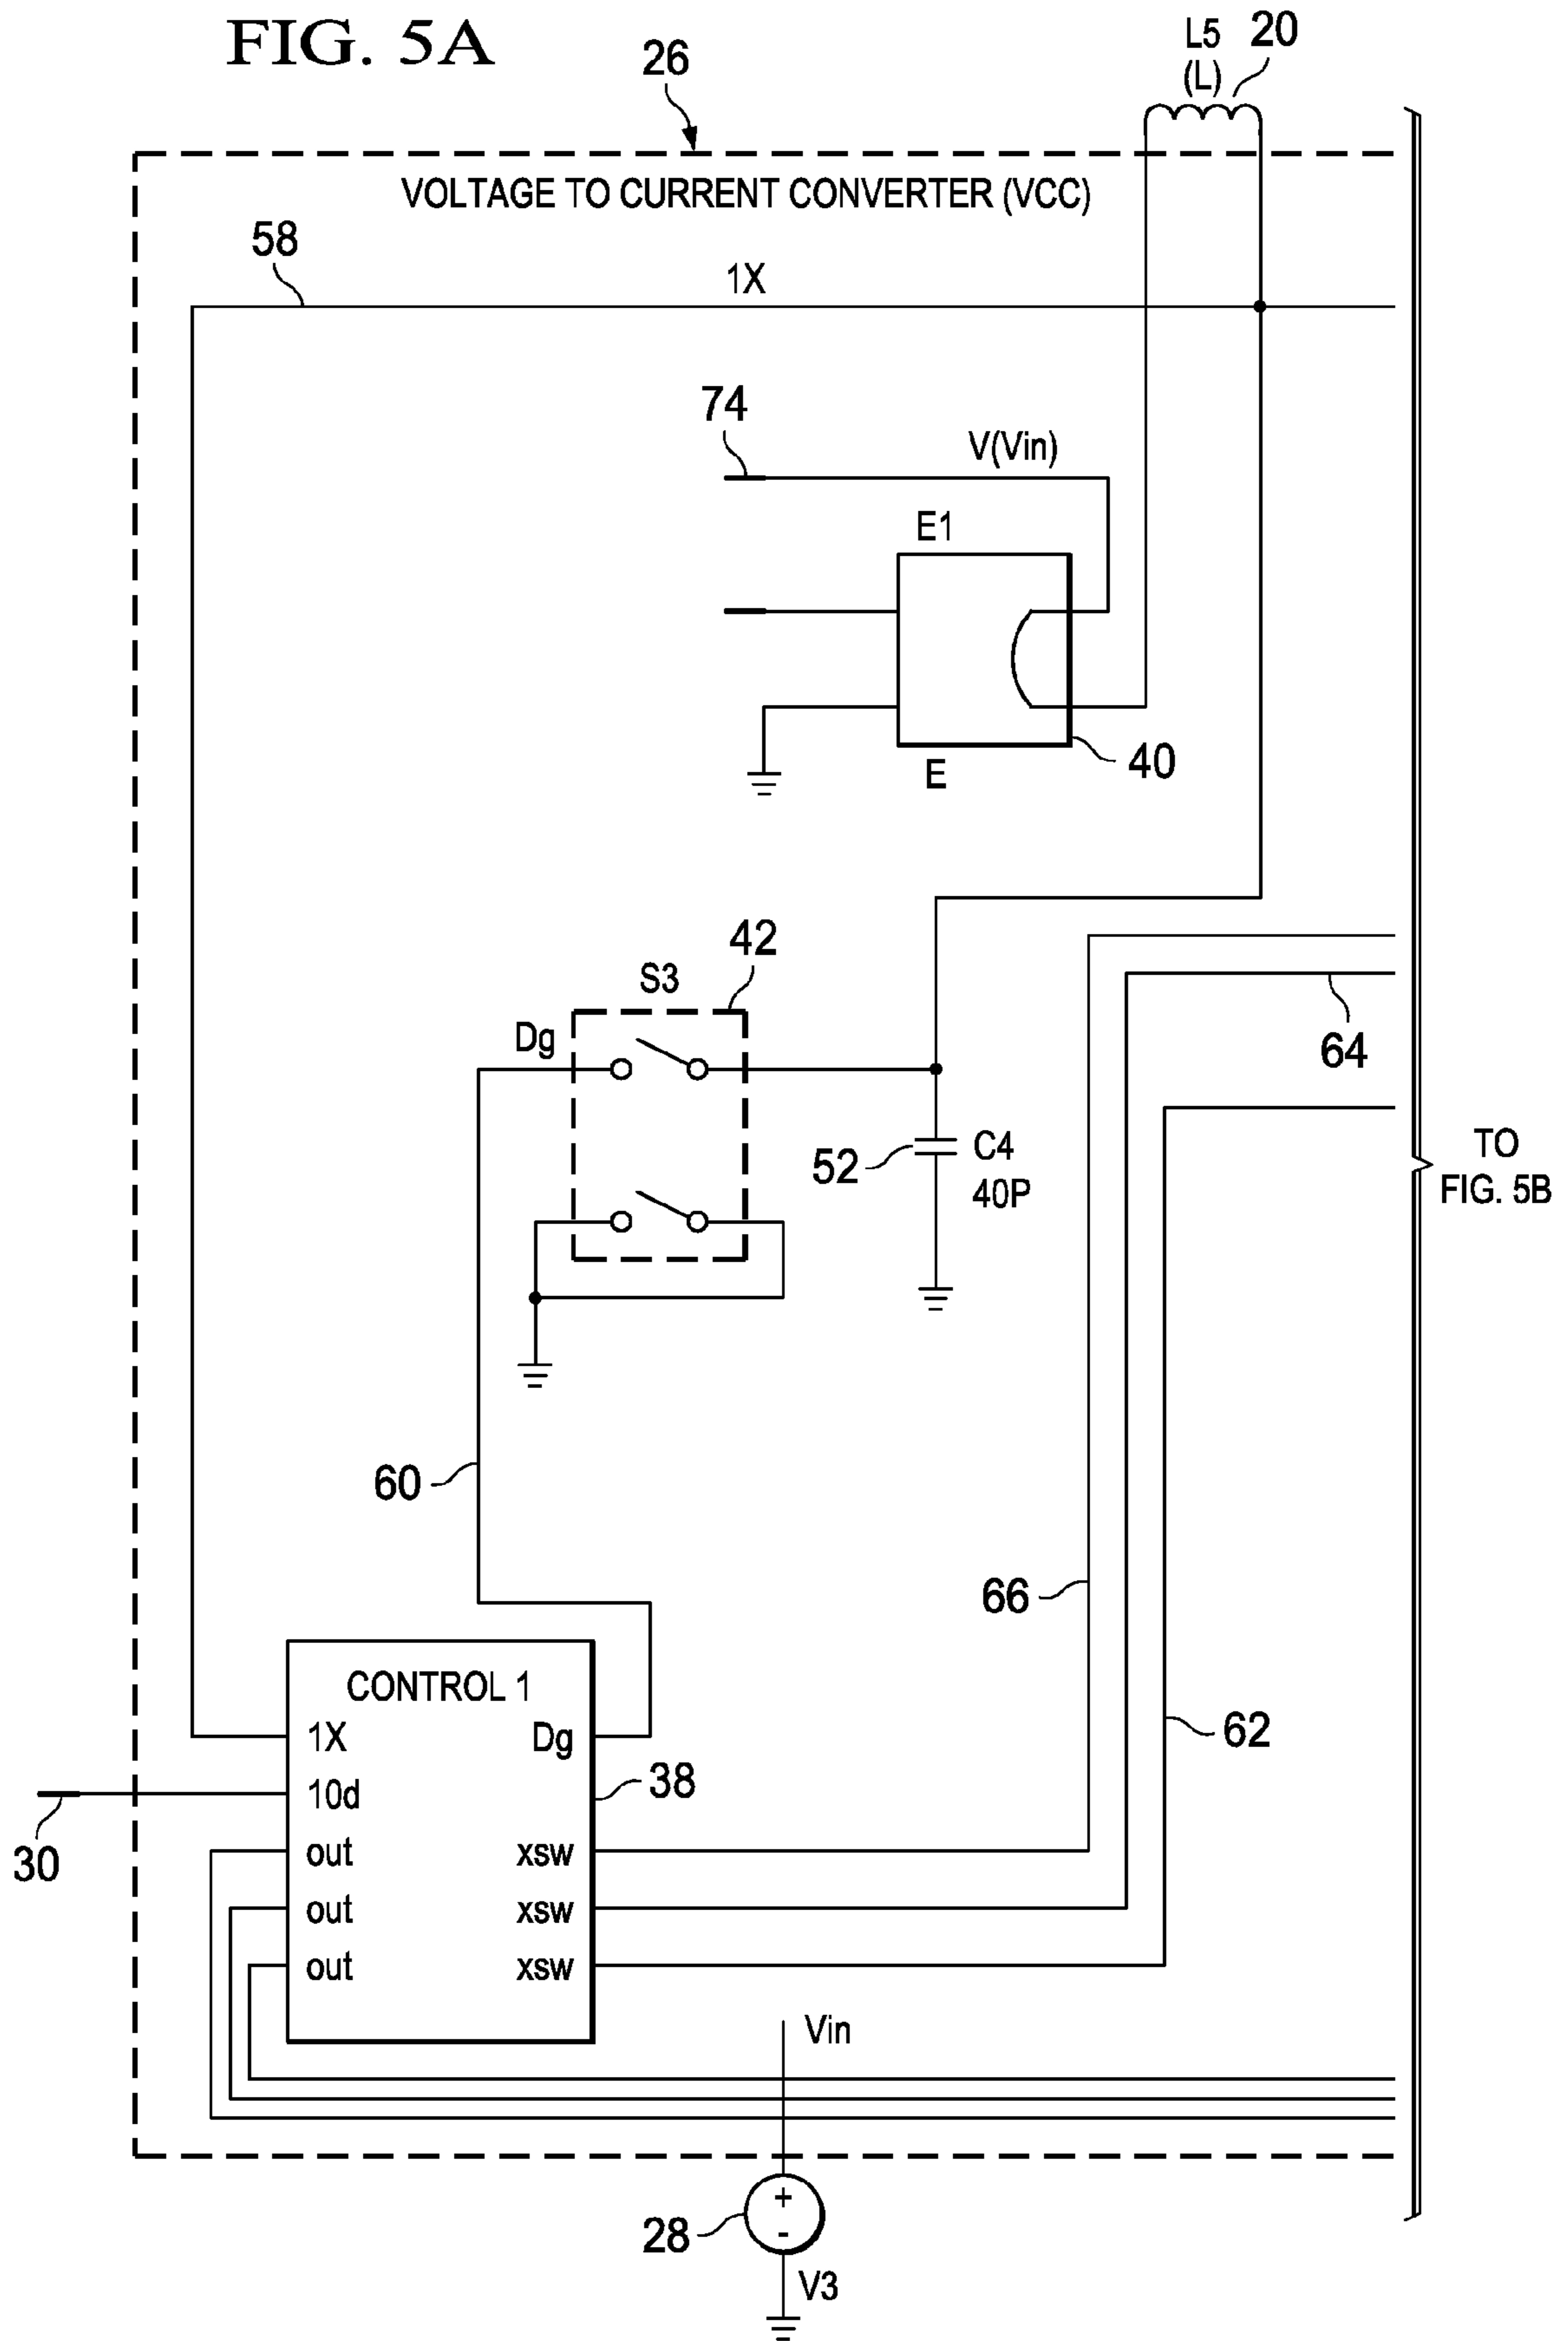 FIG. 5A
26
L5
(L)
20
VOLTAGE TO CURRENT CONVERTER (VCC)
58
1X
74
V(Vin)
E1
40
E
42
S3
Dg
64
52
C4
40P
TO
FIG. 5B
60
66
CONTROL 1
1X
Dg
62
38
10d
30
out
xsw
out
xsw
out
xsw
Vin
+
-
28
V3